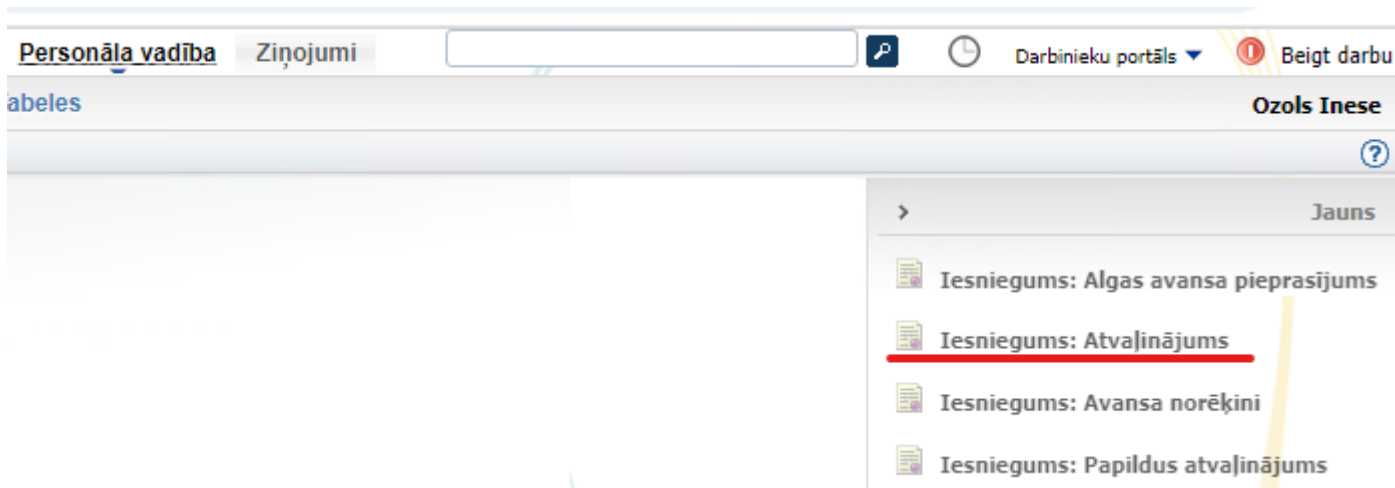 Personāla vadība Ziņojumi Darbinieku portāls Beigt darbu
abeles Ozols Inese
Jauns
Iesniegums: Algas avansa pieprasījums
Iesniegums: Atvaļinājums
Iesniegums: Avansa norēķini
Iesniegums: Papildus atvaļinājums